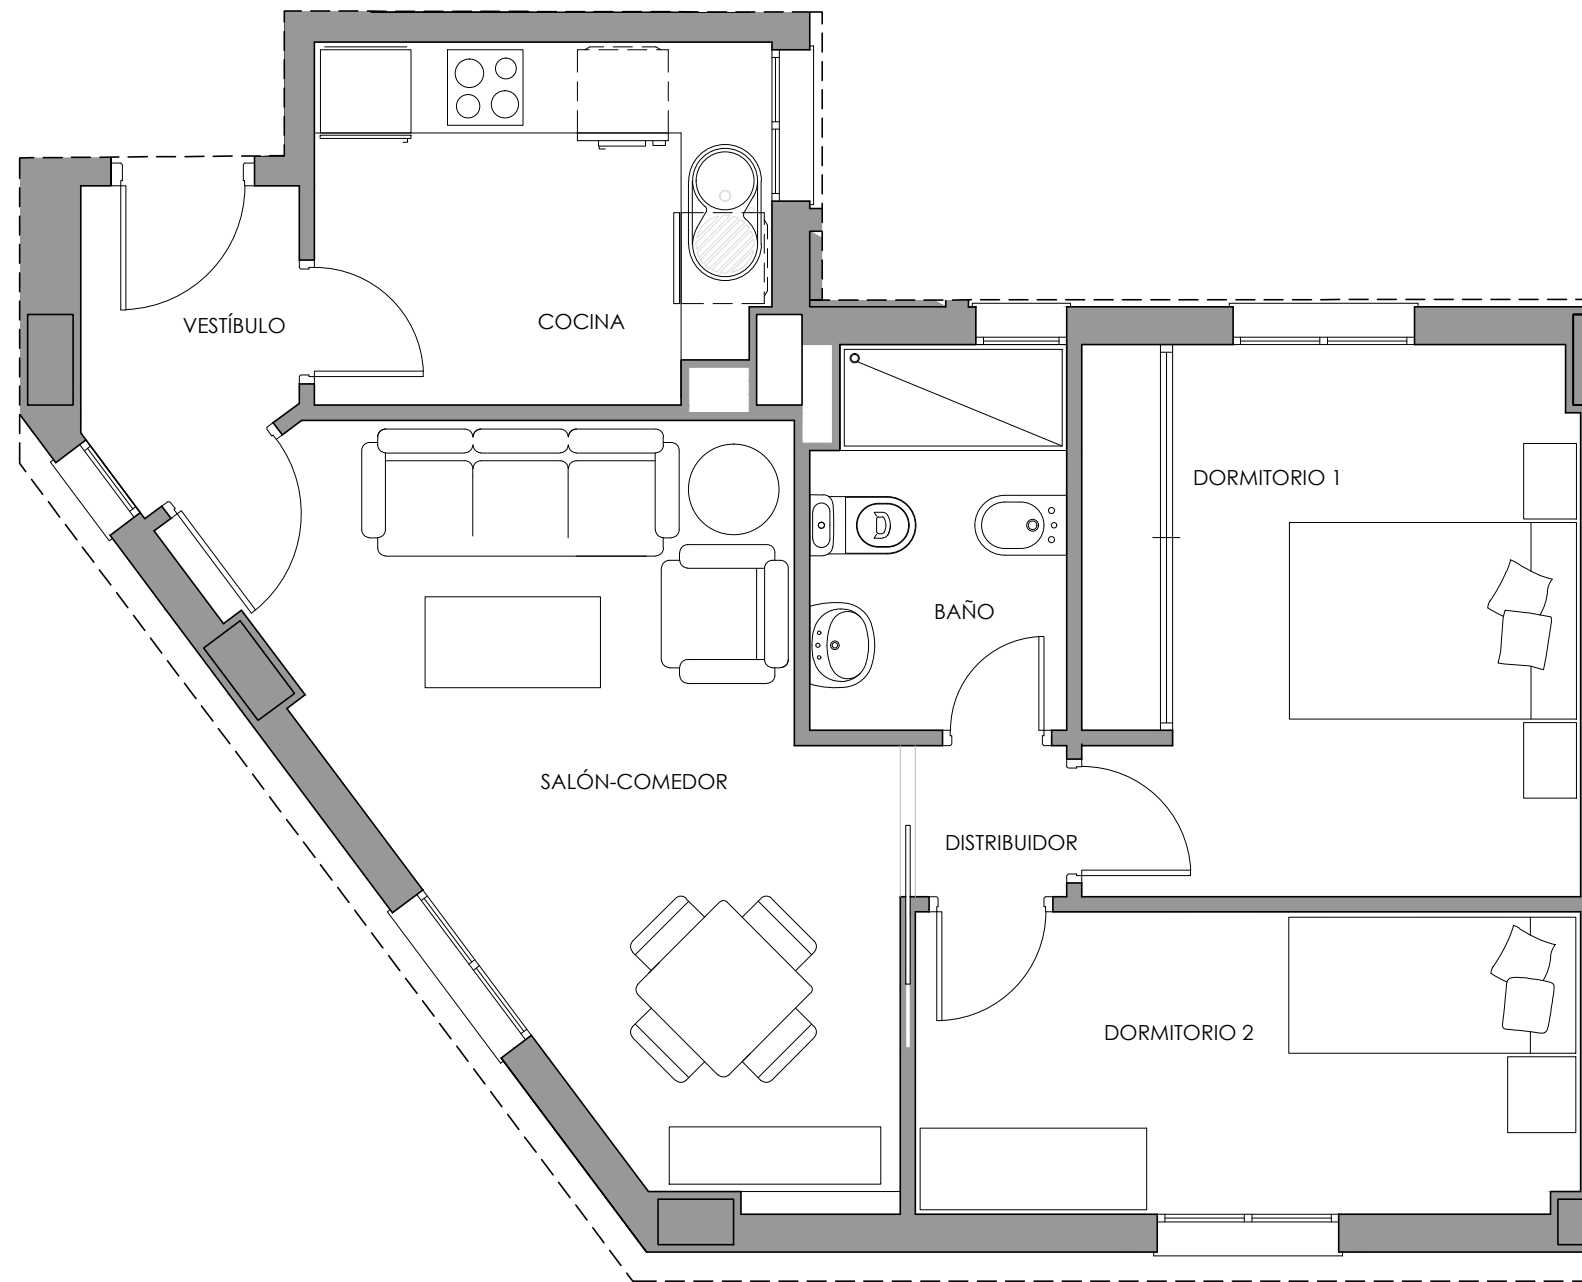 VESTÍBULO
COCINA
DORMITORIO 1
BAÑO
SALÓN-COMEDOR
DISTRIBUIDOR
DORMITORIO 2